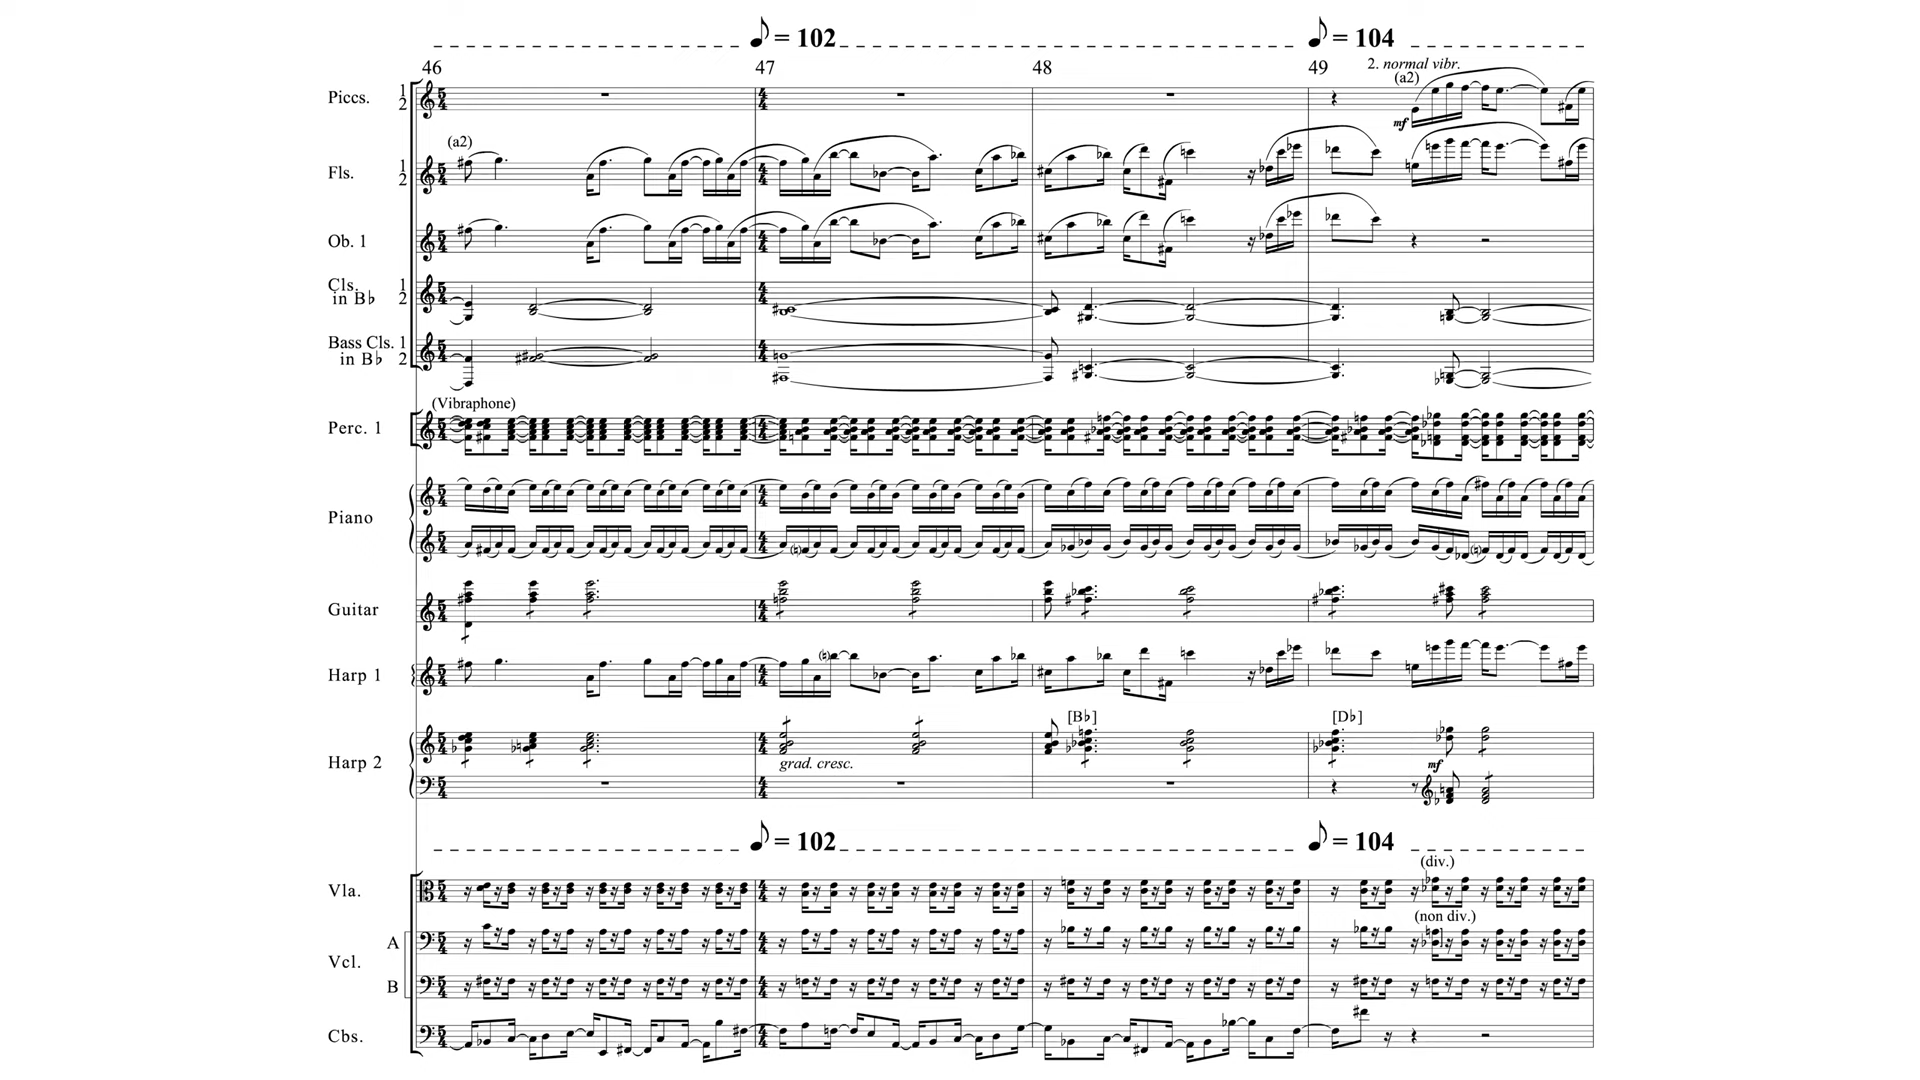 ♪ = 102 ♪ = 104
46 47 48 49 2. normal vibr.
(a2)
Piccs. 1
2
mf
(a2)
Fls. 1
2
Ob. 1
Cls. 1
in B♭ 2
Bass Cls. 1
in B♭ 2
(Vibraphone)
Perc. 1
Piano
Guitar
Harp 1
[B♭] [D♭]
Harp 2
grad. cresc. mf
♪ = 102 ♪ = 104
(div.)
Vla.
(non div.)
A
Vcl.
B
Cbs.